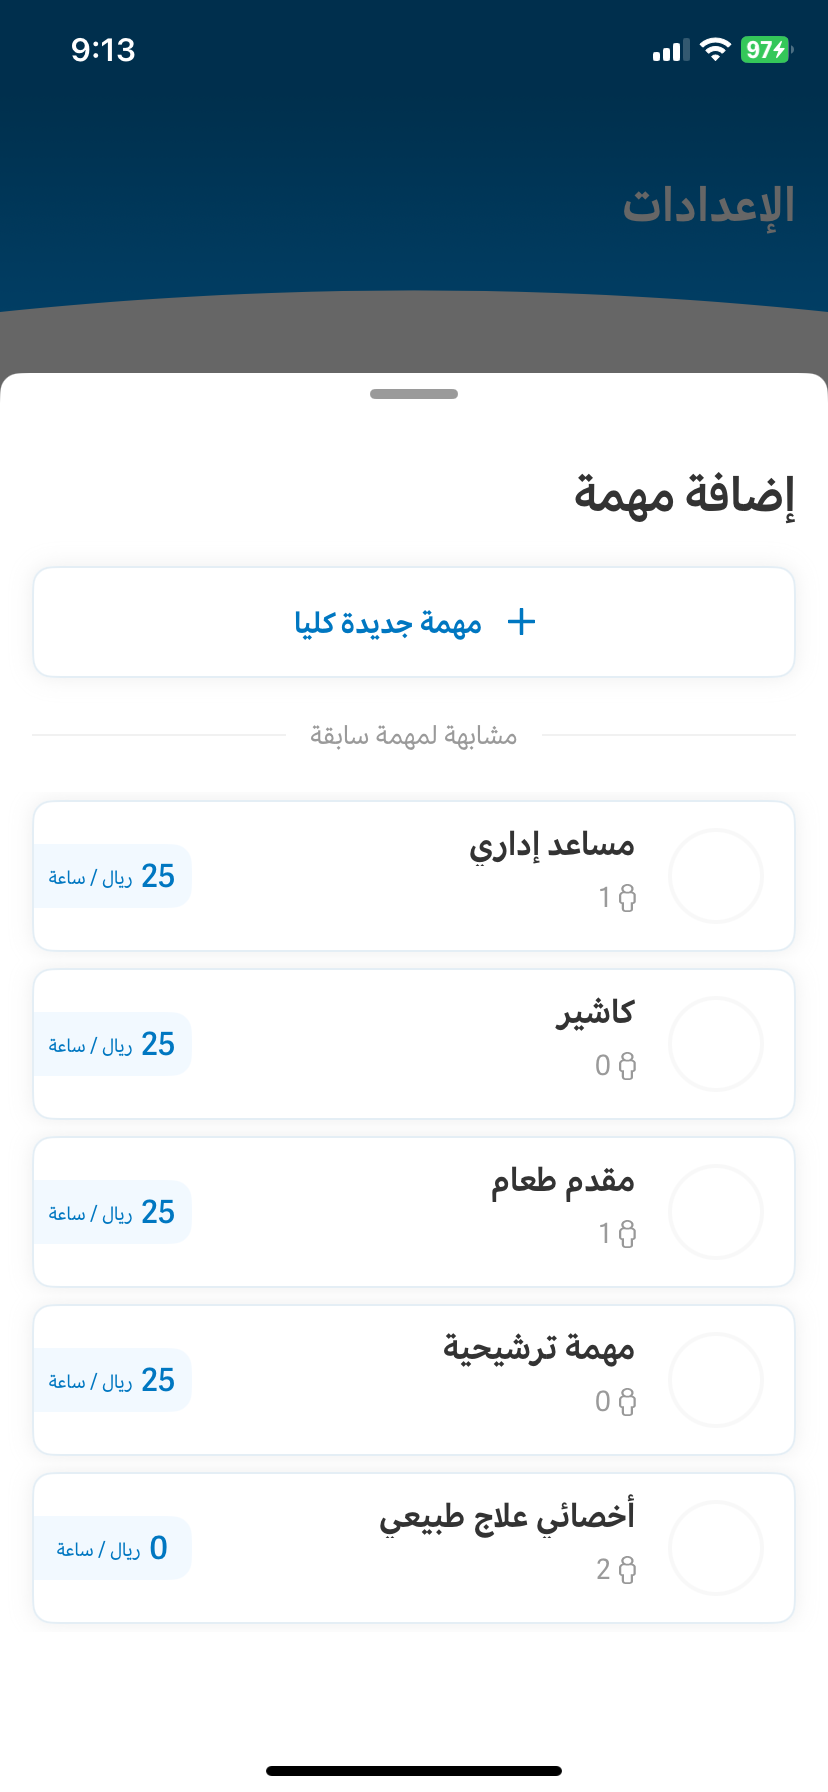 9:13
97
الإعدادات
إضافة مهمة
+ مهمة جديدة كليا
مشابهة لمهمة سابقة
مساعد إداري
1
25 ريال / ساعة
كاشير
0
25 ريال / ساعة
مقدم طعام
1
25 ريال / ساعة
مهمة ترشيحية
0
25 ريال / ساعة
أخصائي علاج طبيعي
2
0 ريال / ساعة